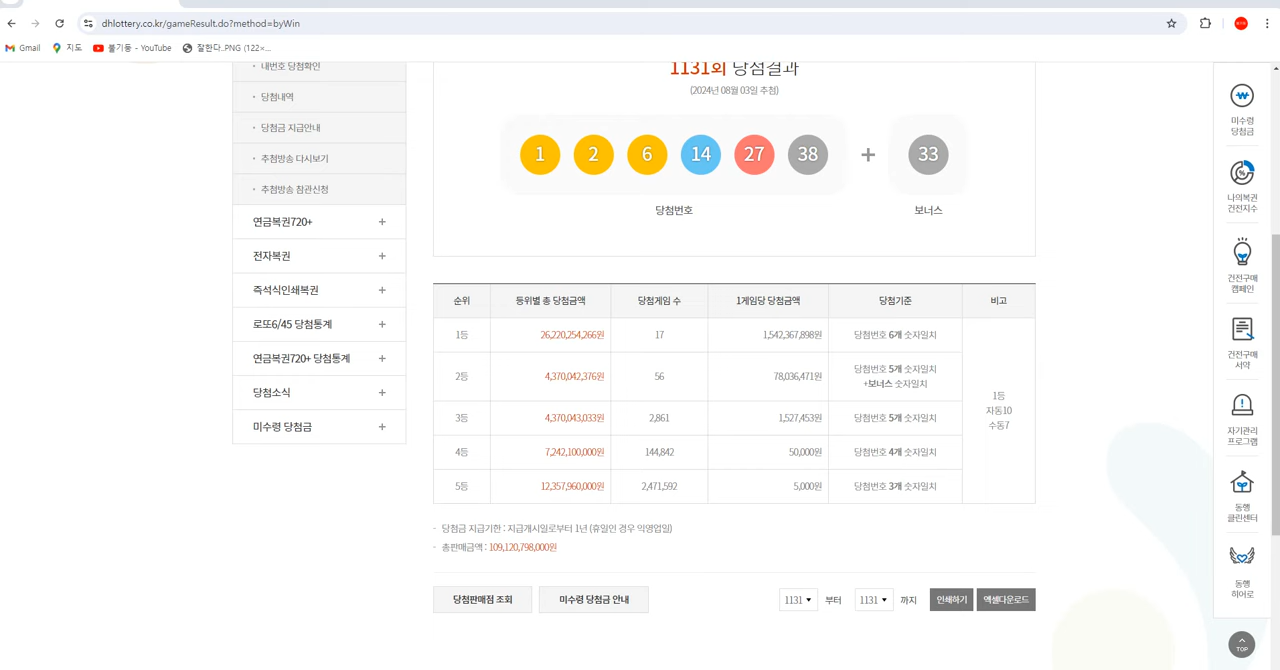 dhlottery.co.kr/gameResult.do?method=byWin
Gmail
지도
불기둥 - YouTube
잘한다..PNG (122×...
내번호 당첨확인
당첨내역
당첨금 지급안내
추첨방송 다시보기
추첨방송 참관신청
연금복권720+ +
전자복권 +
즉석식인쇄복권 +
로또6/45 당첨통계 +
연금복권720+ 당첨통계 +
당첨소식 +
미수령 당첨금 +
1131회 당첨결과
(2024년 08월 03일 추첨)
1 2 6 14 27 38 + 33
당첨번호 보너스
순위 등위별 총 당첨금액 당첨게임 수 1게임당 당첨금액 당첨기준 비고
1등 26,220,254,266원 17 1,542,367,898원 당첨번호 6개 숫자일치
2등 4,370,042,376원 56 78,036,471원 당첨번호 5개 숫자일치
+보너스 숫자일치
3등 4,370,043,033원 2,861 1,527,453원 당첨번호 5개 숫자일치
4등 7,242,100,000원 144,842 50,000원 당첨번호 4개 숫자일치
5등 12,357,960,000원 2,471,592 5,000원 당첨번호 3개 숫자일치
1등
자동10
수동7
- 당첨금 지급기한 : 지급개시일로부터 1년 (휴일인 경우 익영업일)
- 총판매금액 : 109,120,798,000원
당첨판매점 조회 미수령 당첨금 안내 1131 부터 1131 까지 인쇄하기 엑셀다운로드
미수령
당첨금
나의복권
건전지수
건전구매
캠페인
건전구매
서약
자기관리
프로그램
동행
클린센터
동행
히어로
TOP